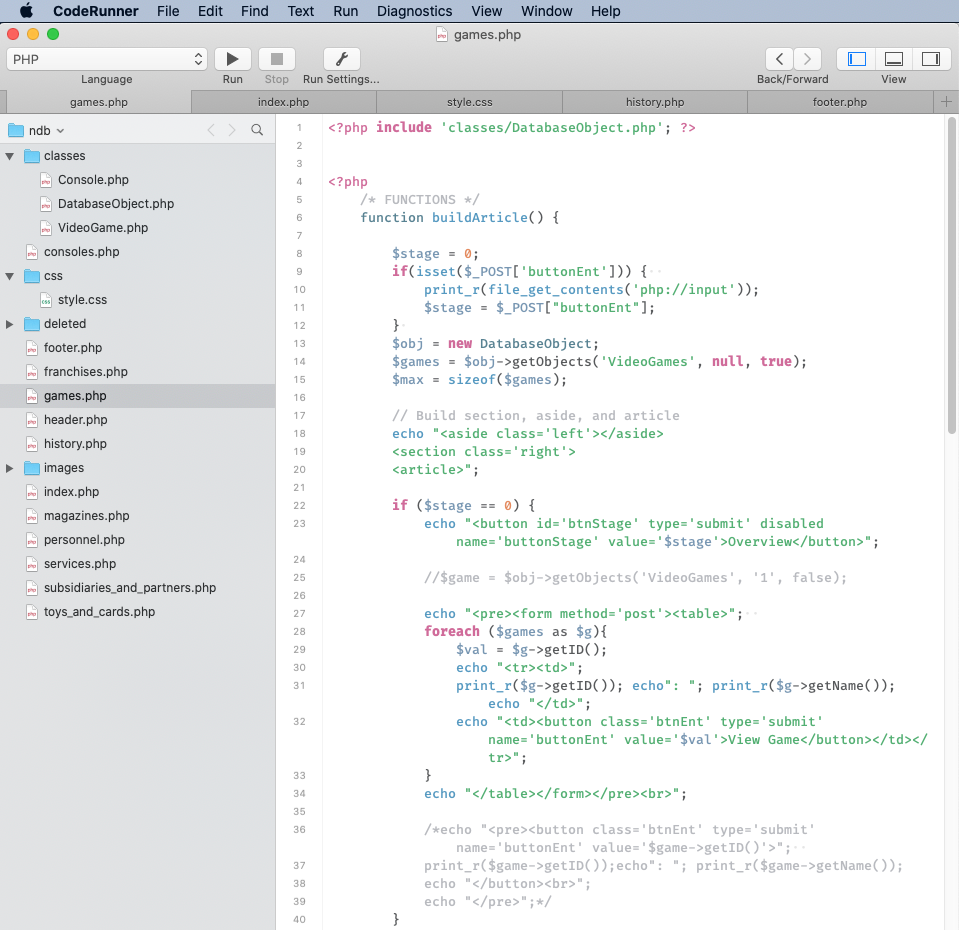 CodeRunner File Edit Find Text Run Diagnostics View Window Help
games.php
PHP
Language Run Stop Run Settings... Back/Forward View
games.php index.php style.css history.php footer.php
ndb
classes
Console.php
DatabaseObject.php
VideoGame.php
consoles.php
css
style.css
deleted
footer.php
franchises.php
games.php
header.php
history.php
images
index.php
magazines.php
personnel.php
services.php
subsidiaries_and_partners.php
toys_and_cards.php
1 <?php include 'classes/DatabaseObject.php'; ?>
2
3
4 <?php
5 /* FUNCTIONS */
6 function buildArticle() {
7
8 $stage = 0;
9 if(isset($_POST['buttonEnt'])) {
10 print_r(file_get_contents('php://input'));
11 $stage = $_POST["buttonEnt"];
12 }
13 $obj = new DatabaseObject;
14 $games = $obj->getObjects('VideoGames', null, true);
15 $max = sizeof($games);
16
17 // Build section, aside, and article
18 echo "<aside class='left'></aside>
19 <section class='right'>
20 <article>";
21
22 if ($stage == 0) {
23 echo "<button id='btnStage' type='submit' disabled
name='buttonStage' value='$stage'>Overview</button>";
24
25 //$game = $obj->getObjects('VideoGames', '1', false);
26
27 echo "<pre><form method='post'><table>";
28 foreach ($games as $g){
29 $val = $g->getID();
30 echo "<tr><td>";
31 print_r($g->getID()); echo": "; print_r($g->getName());
echo "</td>";
32 echo "<td><button class='btnEnt' type='submit'
name='buttonEnt' value='$val'>View Game</button></td></
tr>";
33 }
34 echo "</table></form></pre><br>";
35
36 /*echo "<pre><button class='btnEnt' type='submit'
name='buttonEnt' value='$game->getID()'>";
37 print_r($game->getID());echo": "; print_r($game->getName());
38 echo "</button><br>";
39 echo "</pre>";*/
40 }